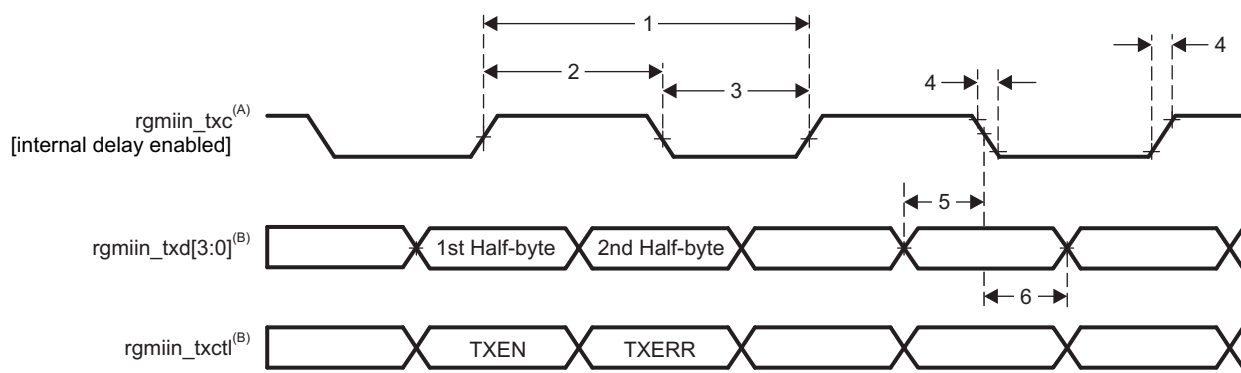 1
2
3
4
4
rgmiin_txc(A)
[internal delay enabled]
5
rgmiin_txd[3:0](B)
1st Half-byte
2nd Half-byte
6
rgmiin_txctl(B)
TXEN
TXERR